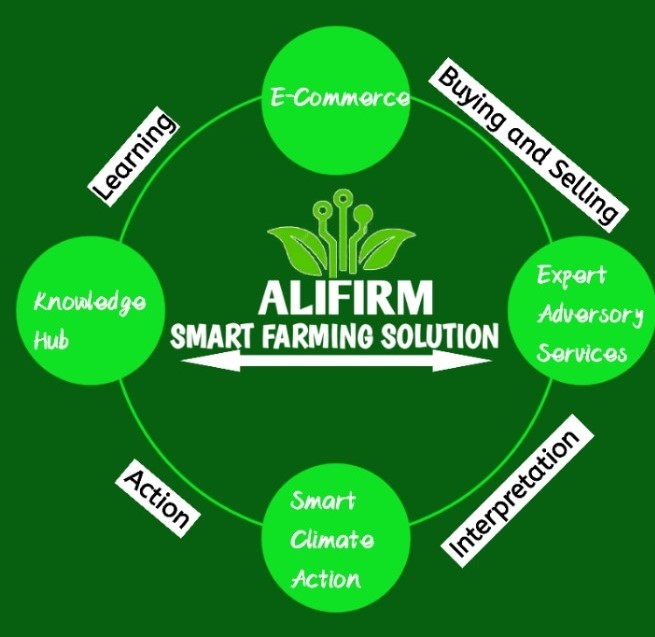 E-Commerce
Learning
Buying and Selling
ALIFIRM
SMART FARMING SOLUTION
Knowledge
Hub
Expert
Adversory
Services
Action
Interpretation
Smart
Climate
Action